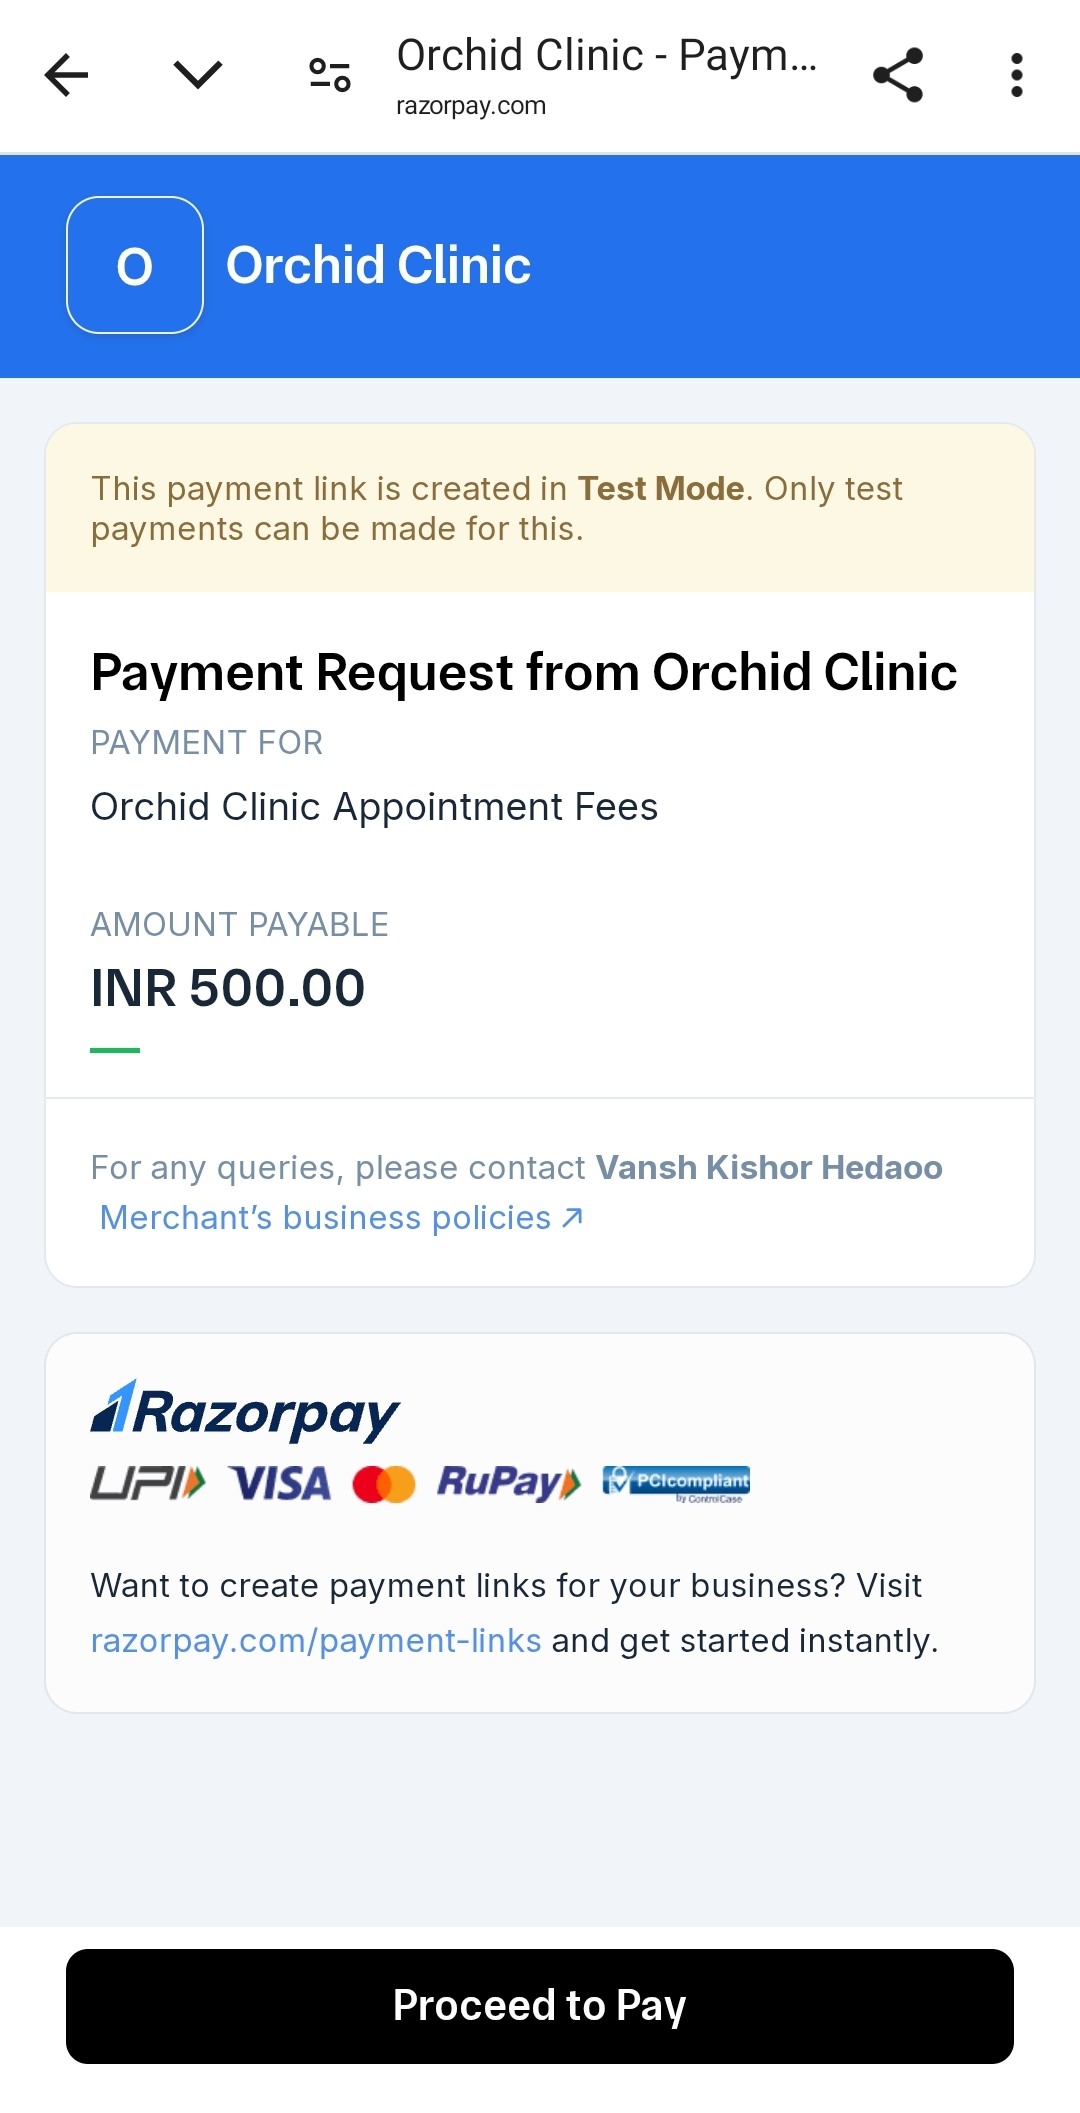 Orchid Clinic - Paym...
razorpay.com
O
Orchid Clinic
This payment link is created in Test Mode. Only test
payments can be made for this.
Payment Request from Orchid Clinic
PAYMENT FOR
Orchid Clinic Appointment Fees
AMOUNT PAYABLE
INR 500.00
For any queries, please contact Vansh Kishor Hedaoo
Merchant’s business policies
Razorpay
UPI VISA RuPay PCIcompliant
by ControlCase
Want to create payment links for your business? Visit
razorpay.com/payment-links and get started instantly.
Proceed to Pay